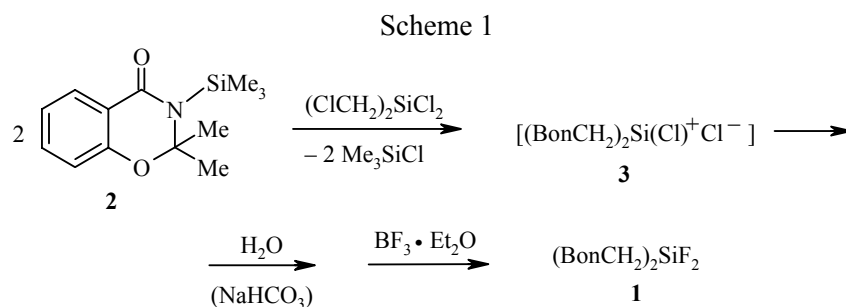 Scheme 1
O
SiMe₃
N
2
Me
Me
O
2
(ClCH₂)₂SiCl₂
– 2 Me₃SiCl
[(BonCH₂)₂Si(Cl)⁺Cl⁻ ]
3
H₂O
(NaHCO₃)
BF₃ • Et₂O
(BonCH₂)₂SiF₂
1